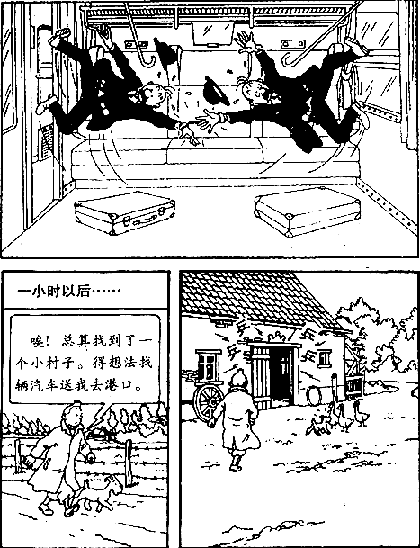 一小时以后……
唉！总算找到了一
个小村子。得想法找
辆汽车送我去港口。